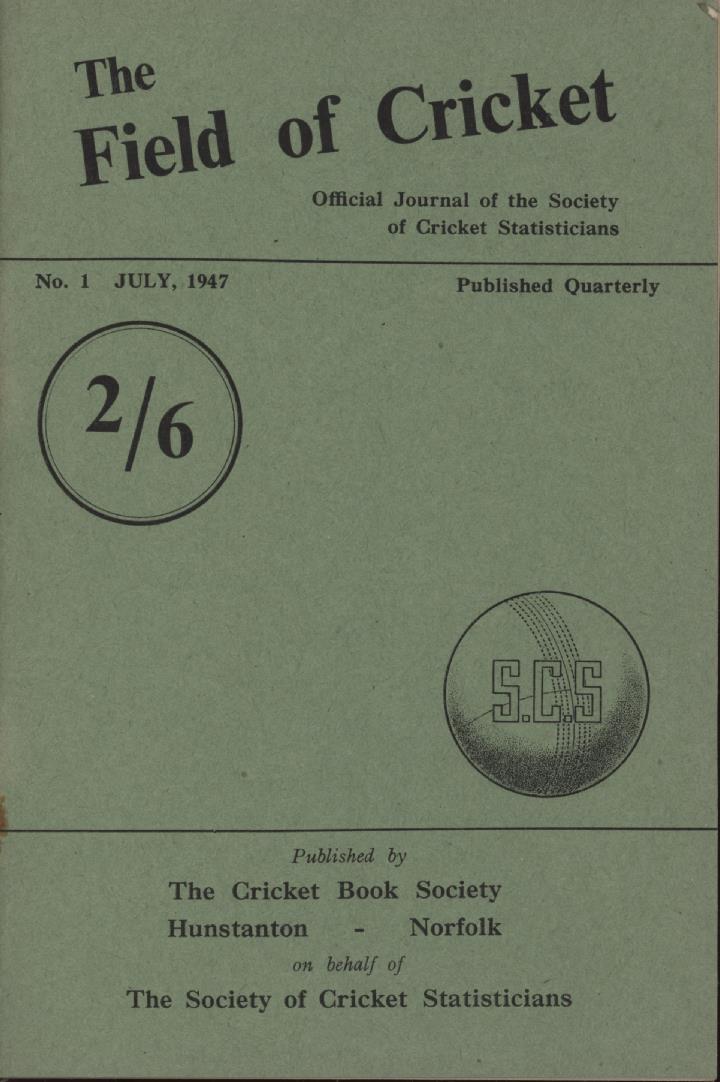 The
Field of Cricket
Official Journal of the Society
of Cricket Statisticians
No. 1 JULY, 1947
Published Quarterly
2/6
S.C.S
Published by
The Cricket Book Society
Hunstanton - Norfolk
on behalf of
The Society of Cricket Statisticians